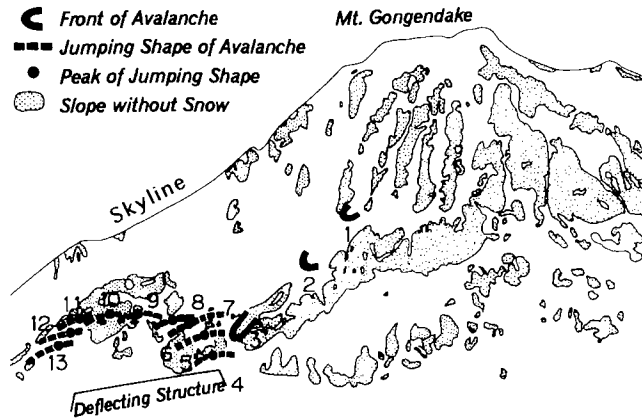 Front of Avalanche
Mt. Gongendake
Jumping Shape of Avalanche
Peak of Jumping Shape
Slope without Snow
Skyline
1
2
3
10
9
8
7
11
12
13
6
5
4
Deflecting Structure